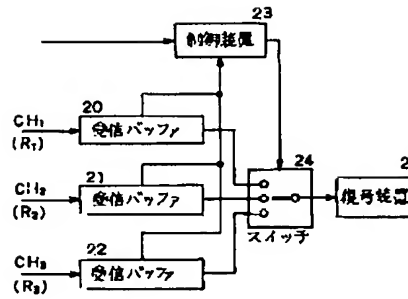 23
制御装置
20
CH₁
(R₁)
受信バッファ
21
CH₂
(R₂)
受信バッファ
24
2
復号装置
スイッチ
22
CH₃
(R₃)
受信バッファ